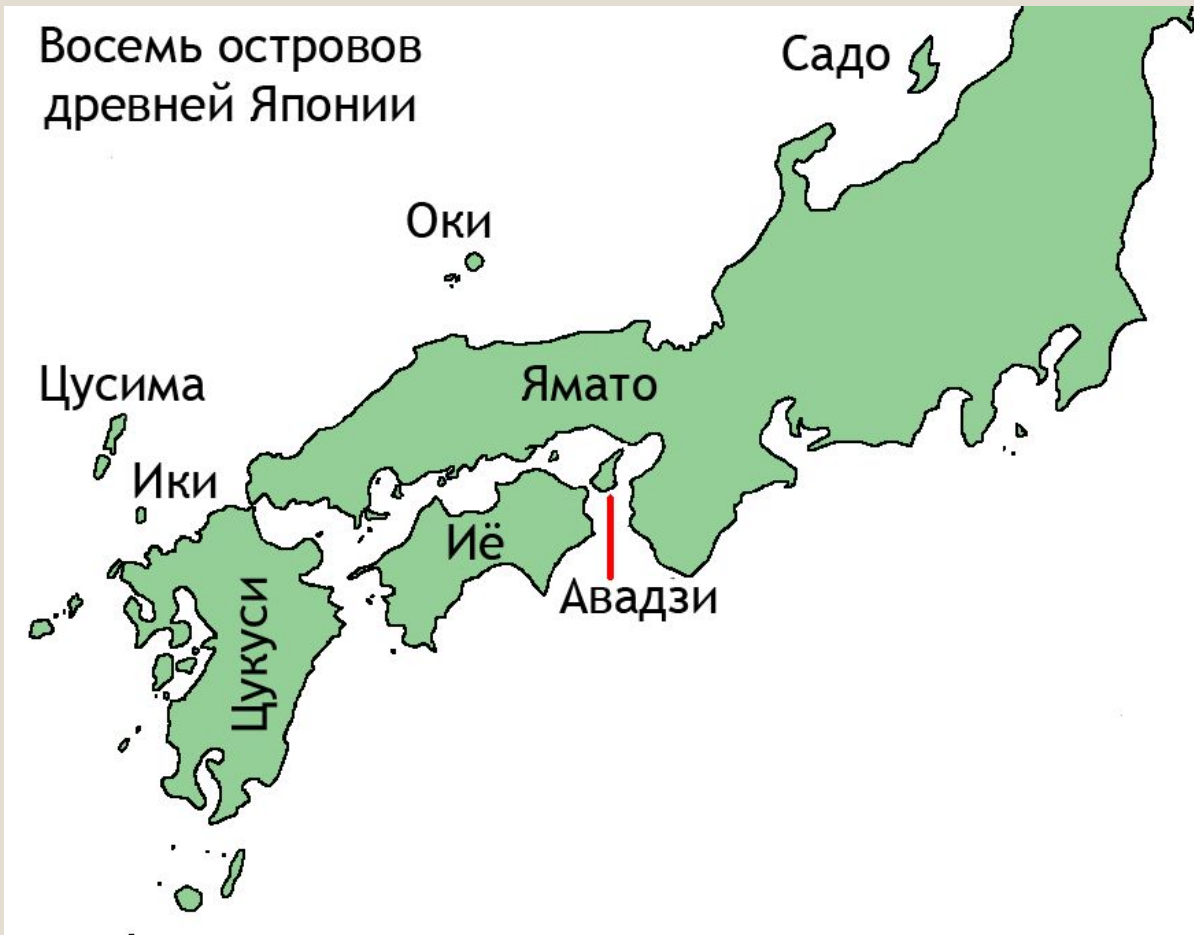 Восемь островов
древней Японии
Садо
Оки
Цусима
Ямато
Ики
Иё
Авадзи
Цукуси